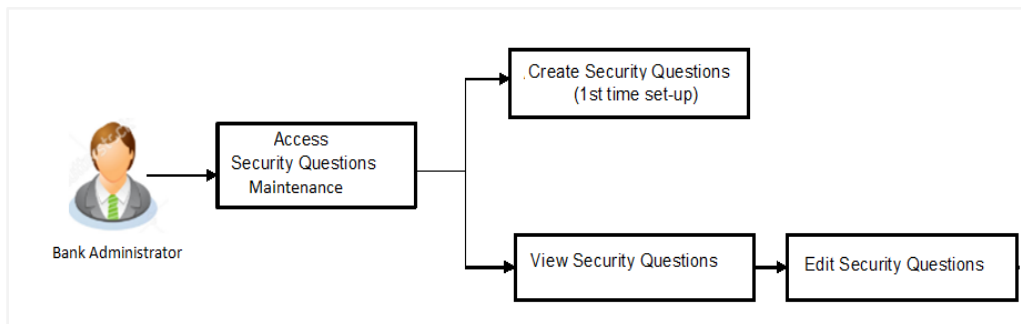 Create Security Questions
(1st time set-up)
Access
Security Questions
Maintenance
Bank Administrator
View Security Questions
Edit Security Questions